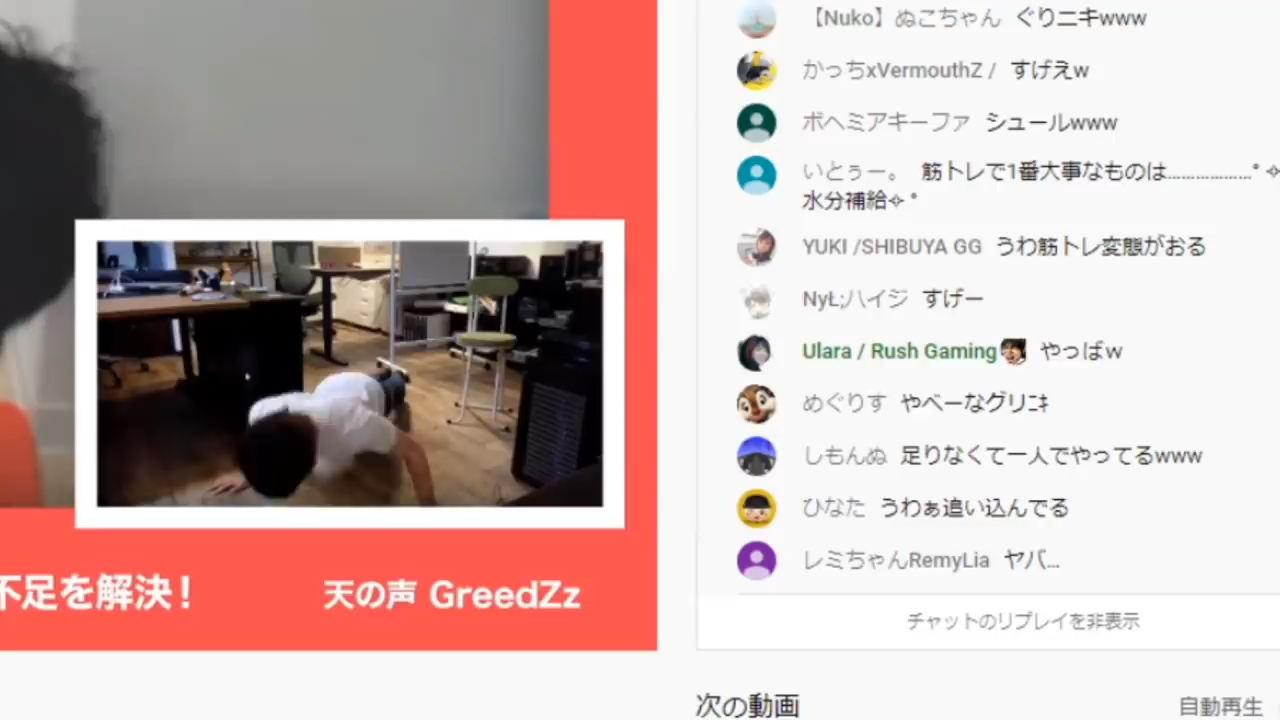 【Nuko】ぬこちゃん ぐりニキwww
かっちxVermouthZ / すげえw
ボヘミアキーファ シュールwww
いとぅー。 筋トレで1番大事なものは………………° ✧
水分補給✧ °
YUKI /SHIBUYA GG うわ筋トレ変態がおる
NyŁ;ハイジ すげー
Ulara / Rush Gaming やっばw
めぐりす やべーなグリﾆｷ
しもんぬ 足りなくて一人でやってるwww
ひなた うわぁ追い込んでる
レミちゃんRemyLia ヤバ…
チャットのリプレイを非表示
不足を解決！
天の声 GreedZz
次の動画
自動再生